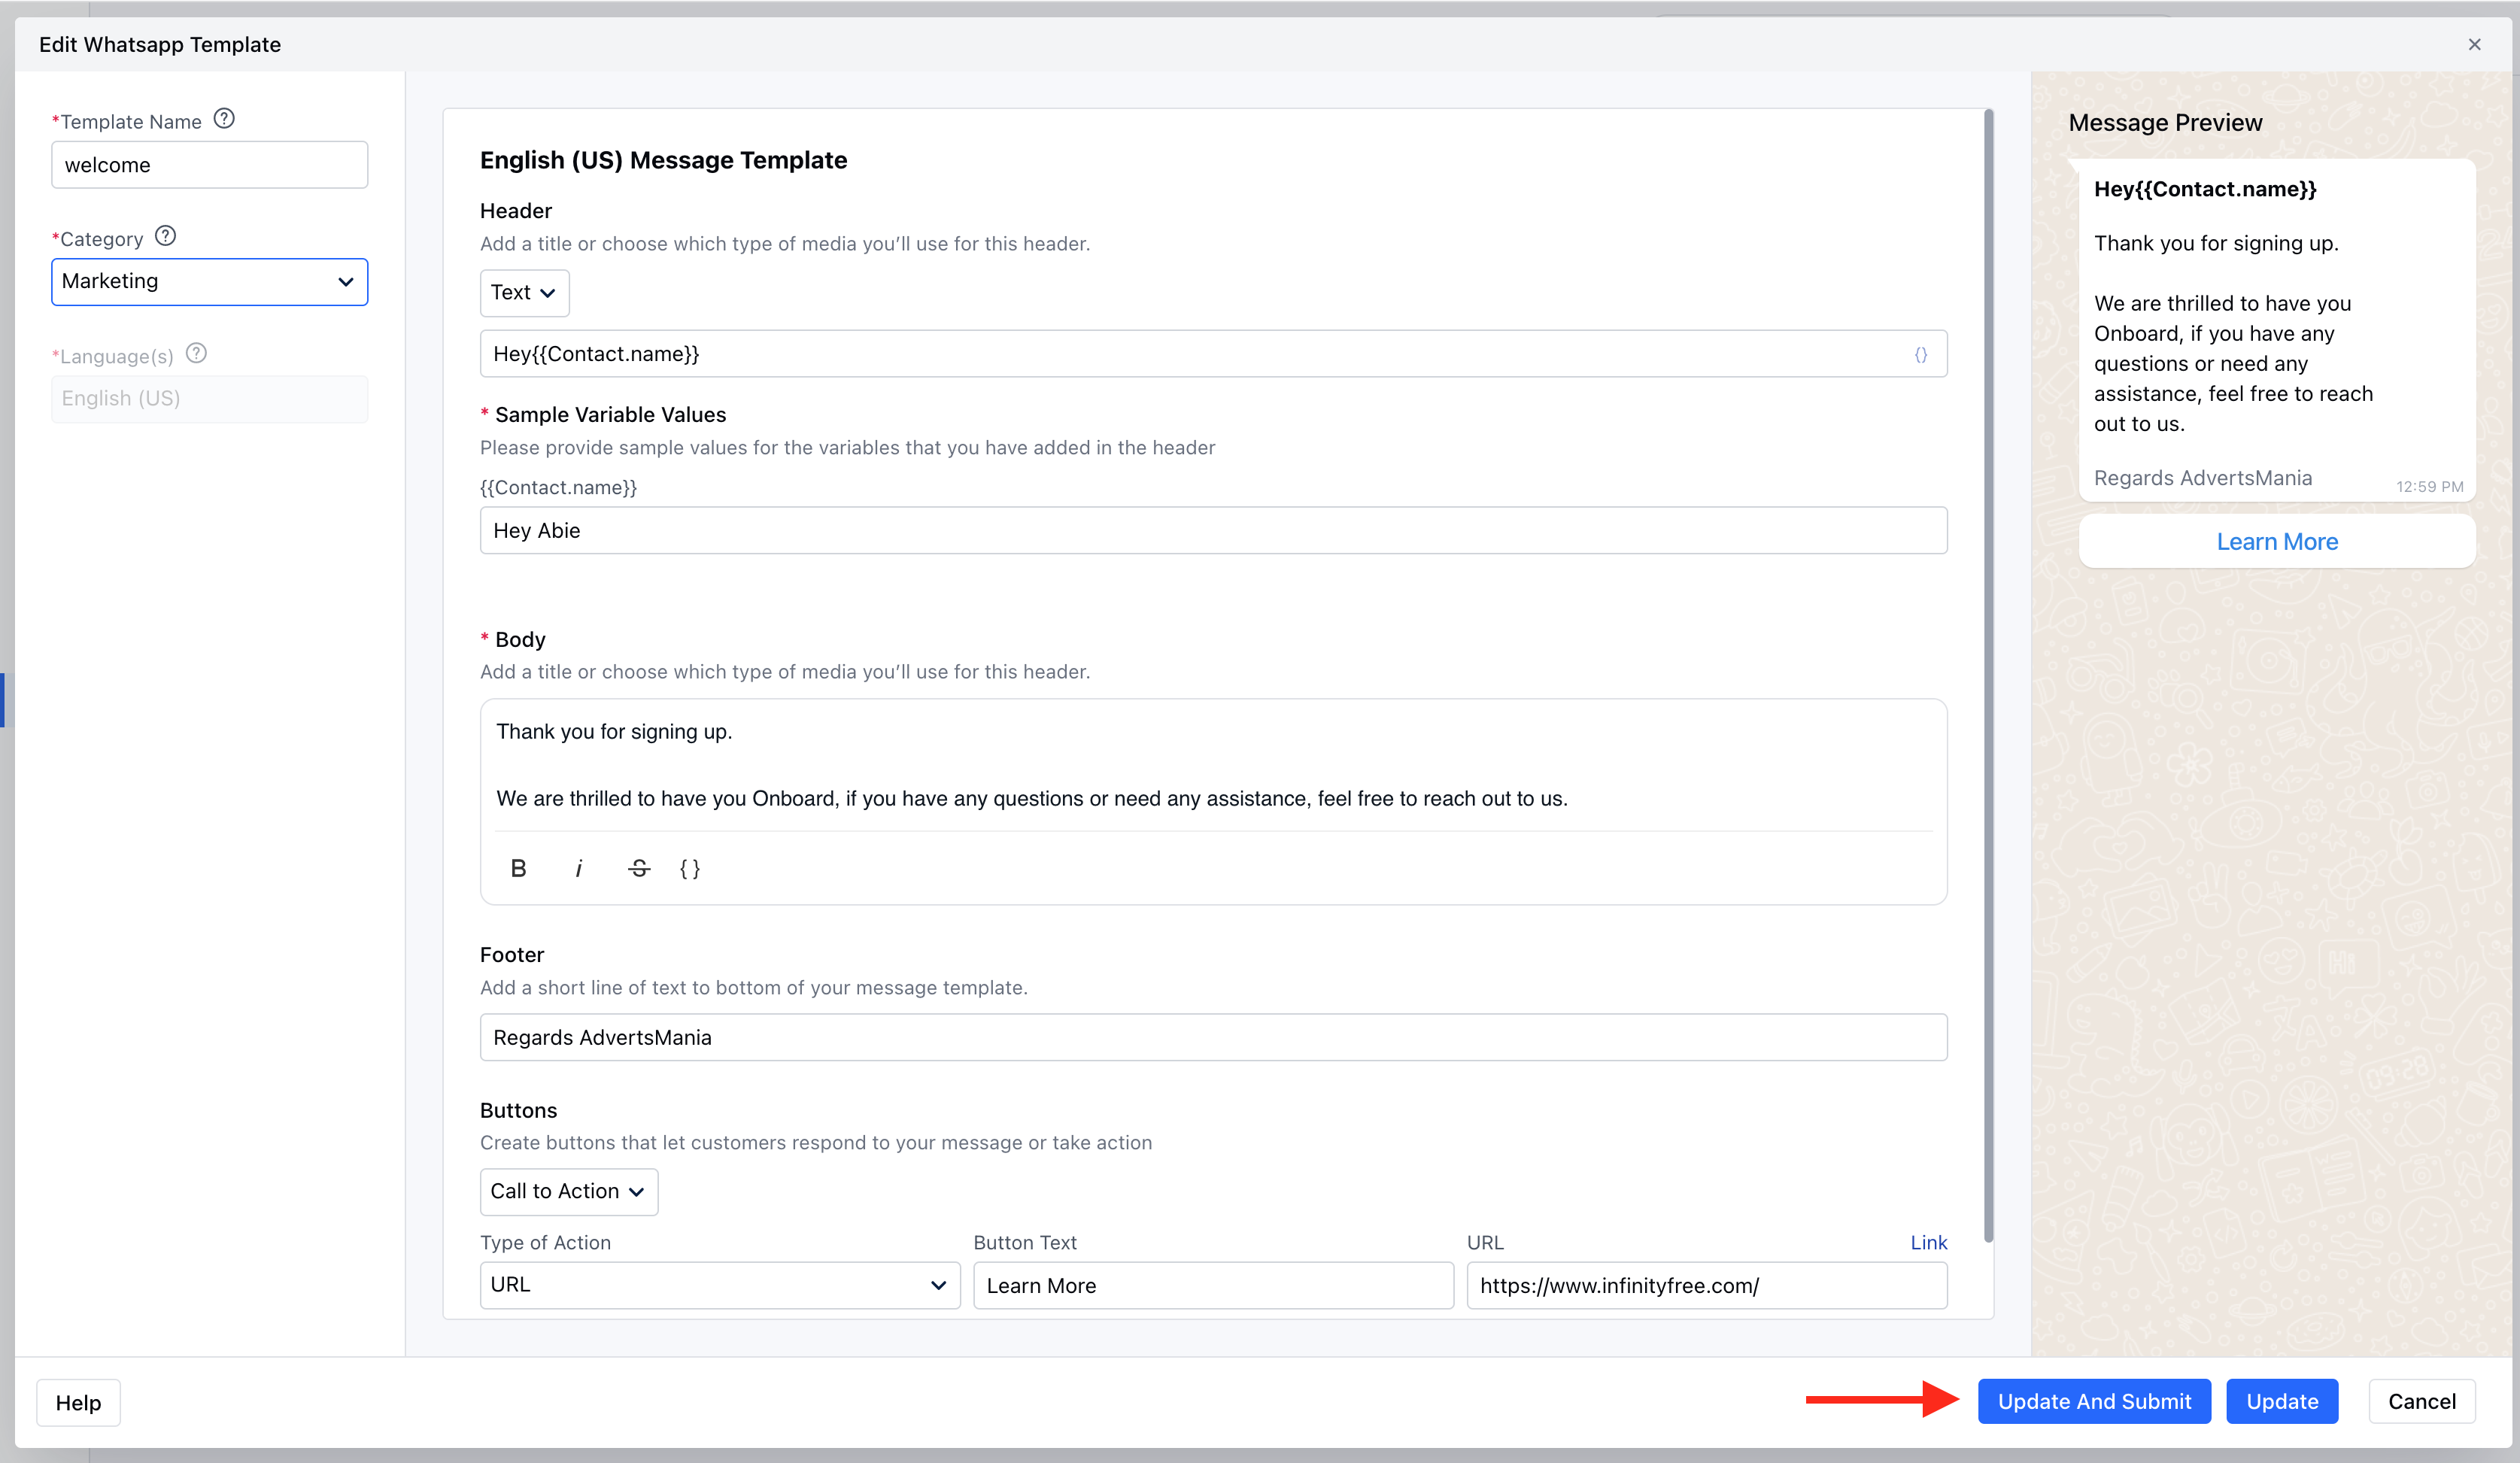 Edit Whatsapp Template
*Template Name
welcome
*Category
Marketing
*Language(s)
English (US)
English (US) Message Template
Header
Add a title or choose which type of media you’ll use for this header.
Text
Hey{{Contact.name}}
{}
* Sample Variable Values
Please provide sample values for the variables that you have added in the header
{{Contact.name}}
Hey Abie
* Body
Add a title or choose which type of media you’ll use for this header.
Thank you for signing up.
We are thrilled to have you Onboard, if you have any questions or need any assistance, feel free to reach out to us.
B i S { }
Footer
Add a short line of text to bottom of your message template.
Regards AdvertsMania
Buttons
Create buttons that let customers respond to your message or take action
Call to Action
Type of Action
URL
Button Text
Learn More
URL Link
https://www.infinityfree.com/
Message Preview
Hey{{Contact.name}}
Thank you for signing up.
We are thrilled to have you
Onboard, if you have any
questions or need any
assistance, feel free to reach
out to us.
Regards AdvertsMania
12:59 PM
Learn More
Hi
09:28
Help
Update And Submit
Update
Cancel